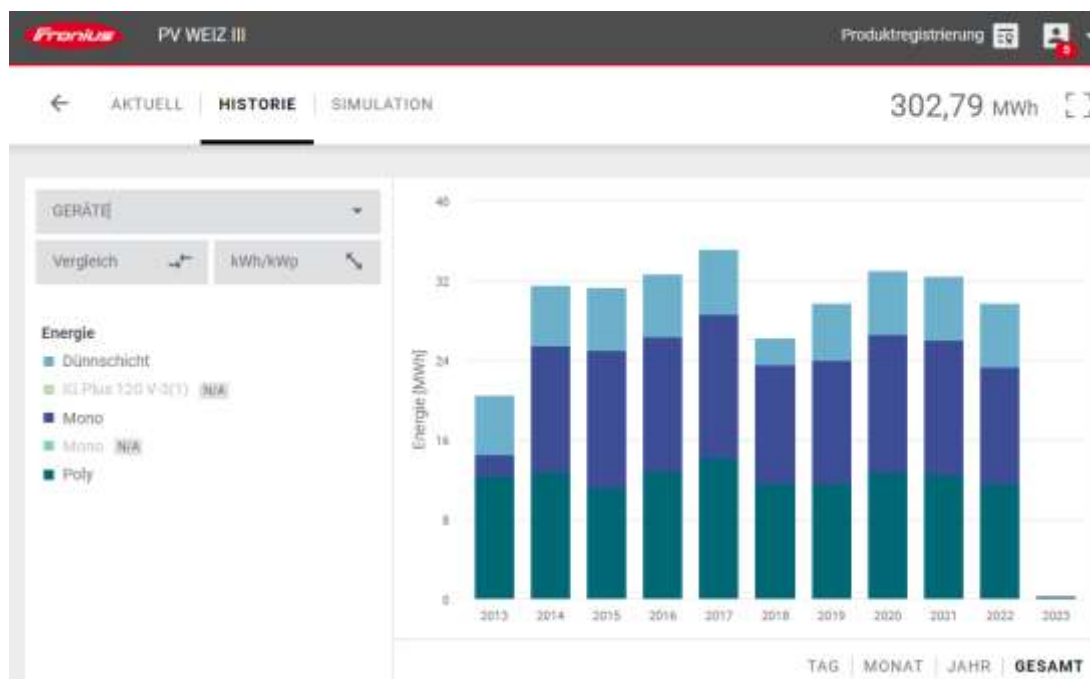 Fronius PV WEIZ III Produktregistrierung
AKTUELL HISTORIE SIMULATION 302,79 MWh
GERÄTE
Vergleich kWh/kWp
Energie
Dünnschicht
IG Plus 120 V-3(1) N/A
Mono
Mono N/A
Poly
Energie [MWh]
40
32
24
16
8
0
2013 2014 2015 2016 2017 2018 2019 2020 2021 2022 2023
TAG MONAT JAHR GESAMT